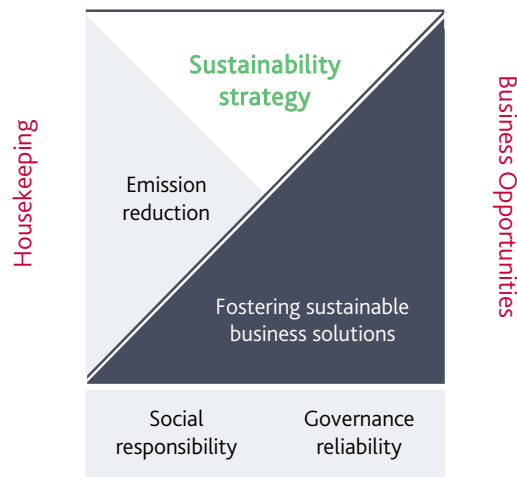 Sustainability
strategy
Housekeeping
Business Opportunities
Emission
reduction
Fostering sustainable
business solutions
Social
responsibility
Governance
reliability